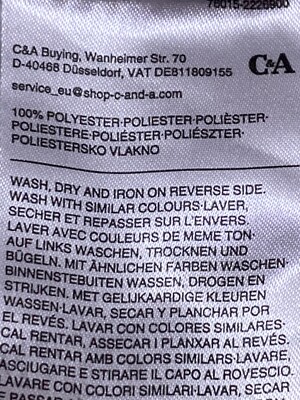 76015-2226900
C&A Buying, Wanheimer Str. 70
D-40468 Düsseldorf, VAT DE811809155
C&A
service_eu@shop-c-and-a.com
100% POLYESTER·POLIESTER·POLIÈSTER·
POLIESTERE·POLIÉSTER·POLIÉSZTER·
POLIESTERSKO VLAKNO
WASH, DRY AND IRON ON REVERSE SIDE.
WASH WITH SIMILAR COLOURS·LAVER,
SECHER ET REPASSER SUR L'ENVERS.
LAVER AVEC COULEURS DE MEME TON·
AUF LINKS WASCHEN, TROCKNEN UND
BÜGELN. MIT ÄHNLICHEN FARBEN WASCHEN·
BINNENSTEBUITEN WASSEN, DROGEN EN
STRIJKEN. MET GELIJKAARDIGE KLEUREN
WASSEN·LAVAR, SECAR Y PLANCHAR POR
EL REVÉS. LAVAR CON COLORES SIMILARES·
CAL RENTAR, ASSECAR I PLANXAR AL REVÉS.
CAL RENTAR AMB COLORS SIMILARS·LAVARE,
ASCIUGARE E STIRARE IL CAPO AL ROVESCIO.
LAVARE CON COLORI SIMILARI·LAVAR, SECAR
E PASSAR